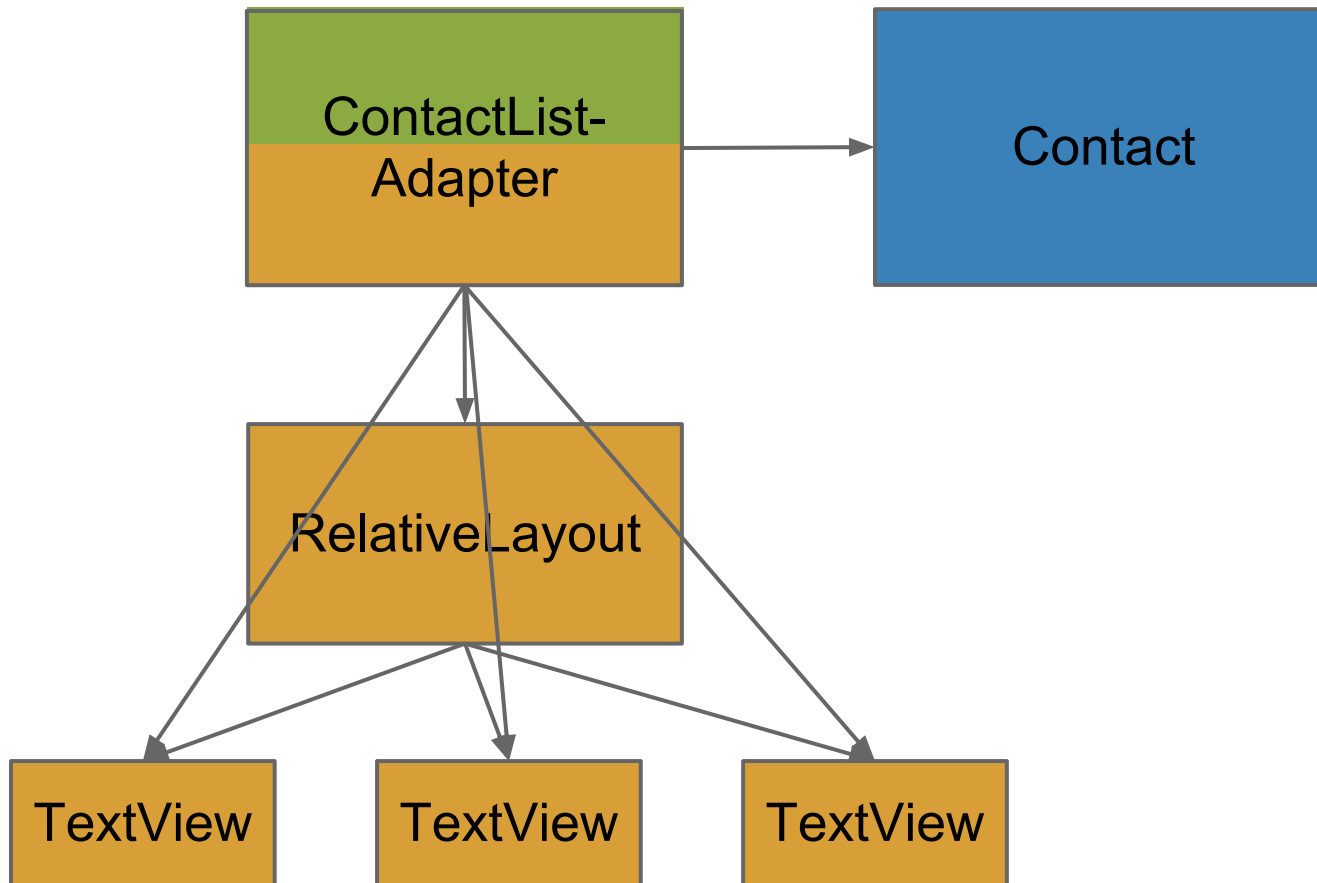 ContactList-
Adapter
Contact
RelativeLayout
TextView
TextView
TextView